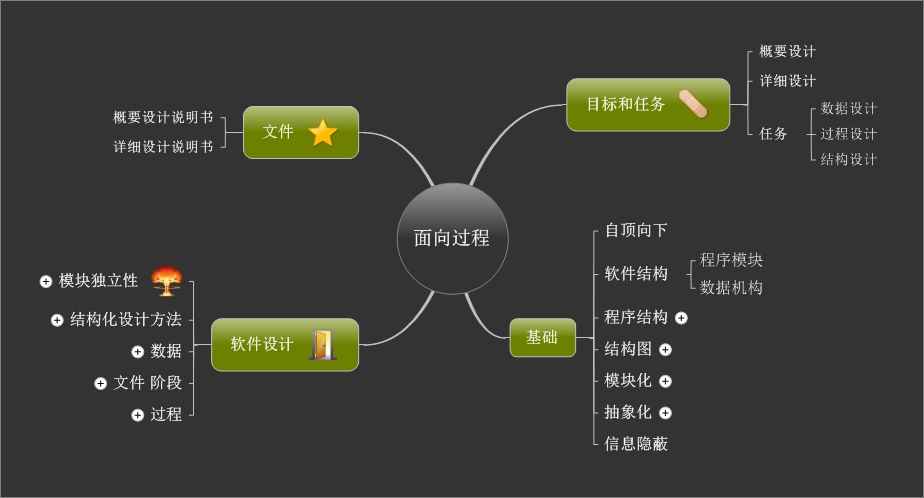 面向过程
目标和任务
概要设计
详细设计
任务
数据设计
过程设计
结构设计
基础
自顶向下
软件结构
程序模块
数据机构
程序结构
结构图
模块化
抽象化
信息隐蔽
文件
概要设计说明书
详细设计说明书
软件设计
模块独立性
结构化设计方法
数据
文件 阶段
过程